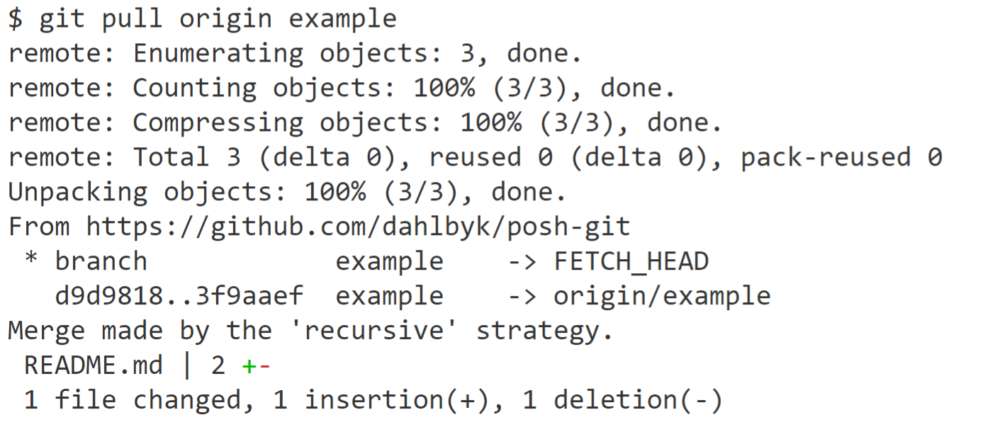 $ git pull origin example
remote: Enumerating objects: 3, done.
remote: Counting objects: 100% (3/3), done.
remote: Compressing objects: 100% (3/3), done.
remote: Total 3 (delta 0), reused 0 (delta 0), pack-reused 0
Unpacking objects: 100% (3/3), done.
From https://github.com/dahlbyk/posh-git
 * branch            example    -> FETCH_HEAD
   d9d9818..3f9aaef  example    -> origin/example
Merge made by the 'recursive' strategy.
 README.md | 2 +-
 1 file changed, 1 insertion(+), 1 deletion(-)